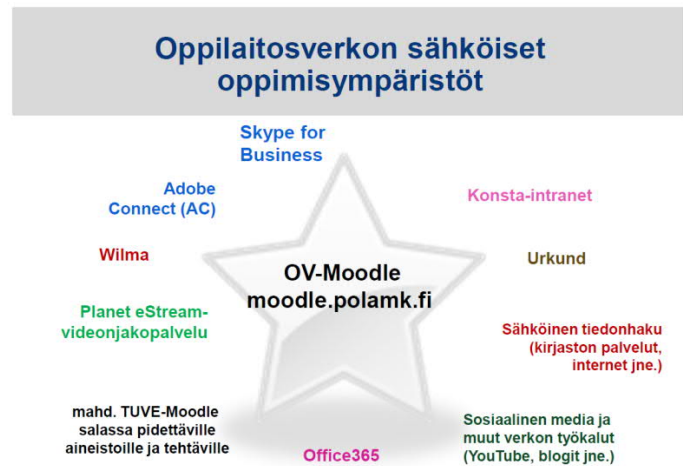 Oppilaitosverkon sähköiset
oppimisympäristöt
Skype for
Business
Adobe
Connect (AC)
Konsta-intranet
Wilma
Urkund
OV-Moodle
moodle.polamk.fi
Planet eStream-
videonjakopalvelu
Sähköinen tiedonhaku
(kirjaston palvelut,
internet jne.)
mahd. TUVE-Moodle
salassa pidettäville
aineistoille ja tehtäville
Office365
Sosiaalinen media ja
muut verkon työkalut
(YouTube, blogit jne.)